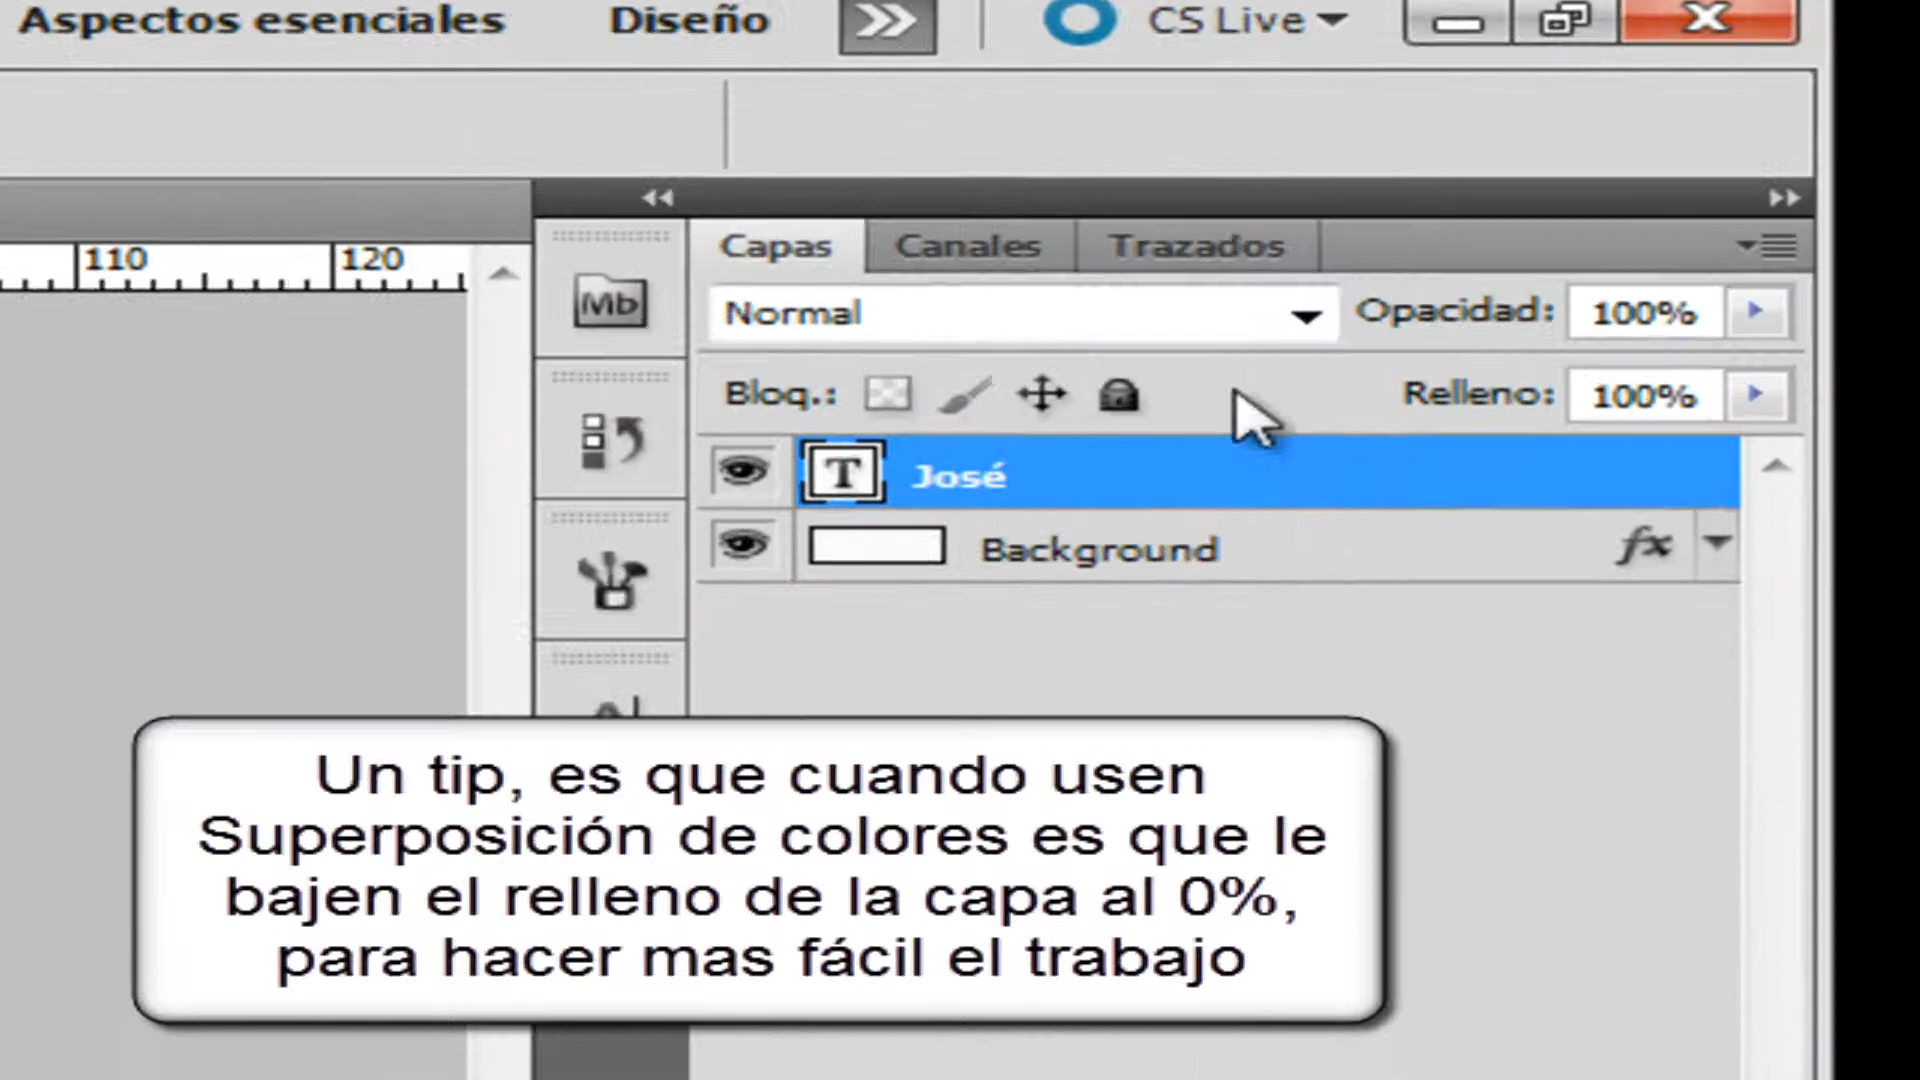 Aspectos esenciales Diseño CS Live
110 120
Capas Canales Trazados
Mb
Normal Opacidad: 100%
Bloq.: Relleno: 100%
T José
Background fx
Un tip, es que cuando usen
Superposición de colores es que le
bajen el relleno de la capa al 0%,
para hacer mas fácil el trabajo